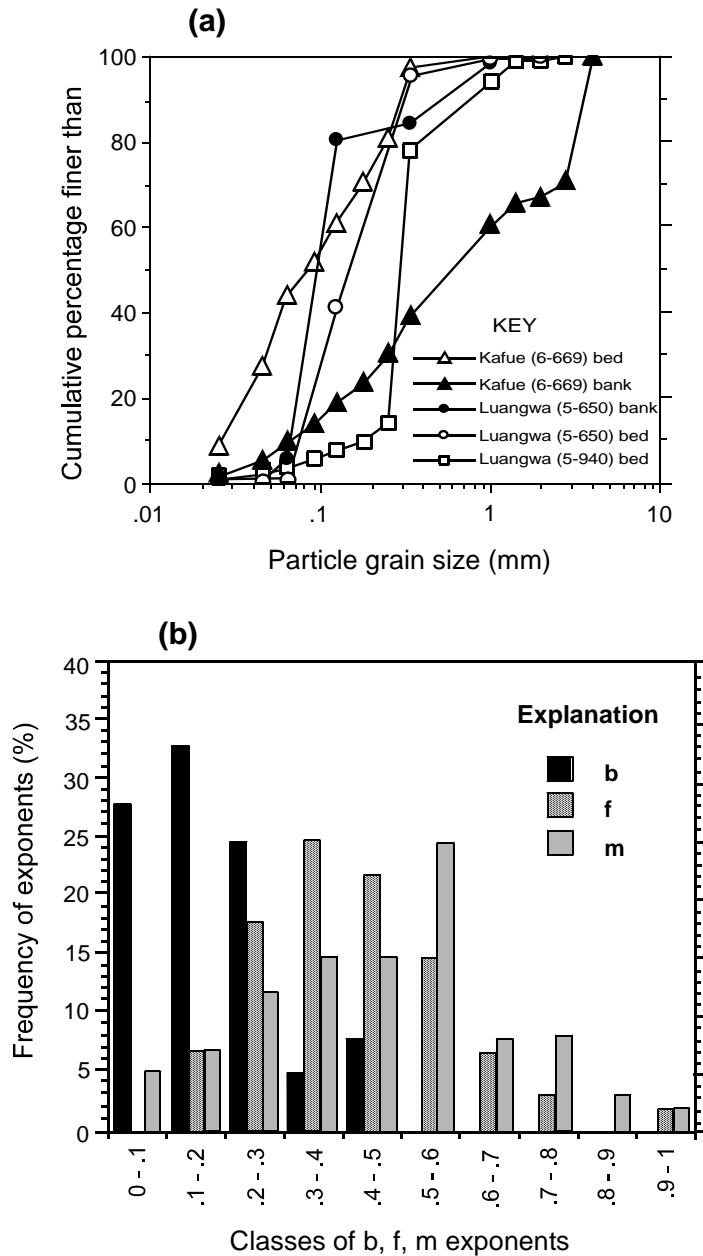 (a)
Cumulative percentage finer than
100
80
60
40
20
0
.01
.1
1
10
Particle grain size (mm)
KEY
Kafue (6-669) bed
Kafue (6-669) bank
Luangwa (5-650) bank
Luangwa (5-650) bed
Luangwa (5-940) bed
(b)
Frequency of exponents (%)
40
35
30
25
20
15
10
5
0
Explanation
b
f
m
0 - .1
.1 - .2
.2 - .3
.3 - .4
.4 - .5
.5 - .6
.6 - .7
.7 - .8
.8 - .9
.9 - 1
Classes of b, f, m exponents